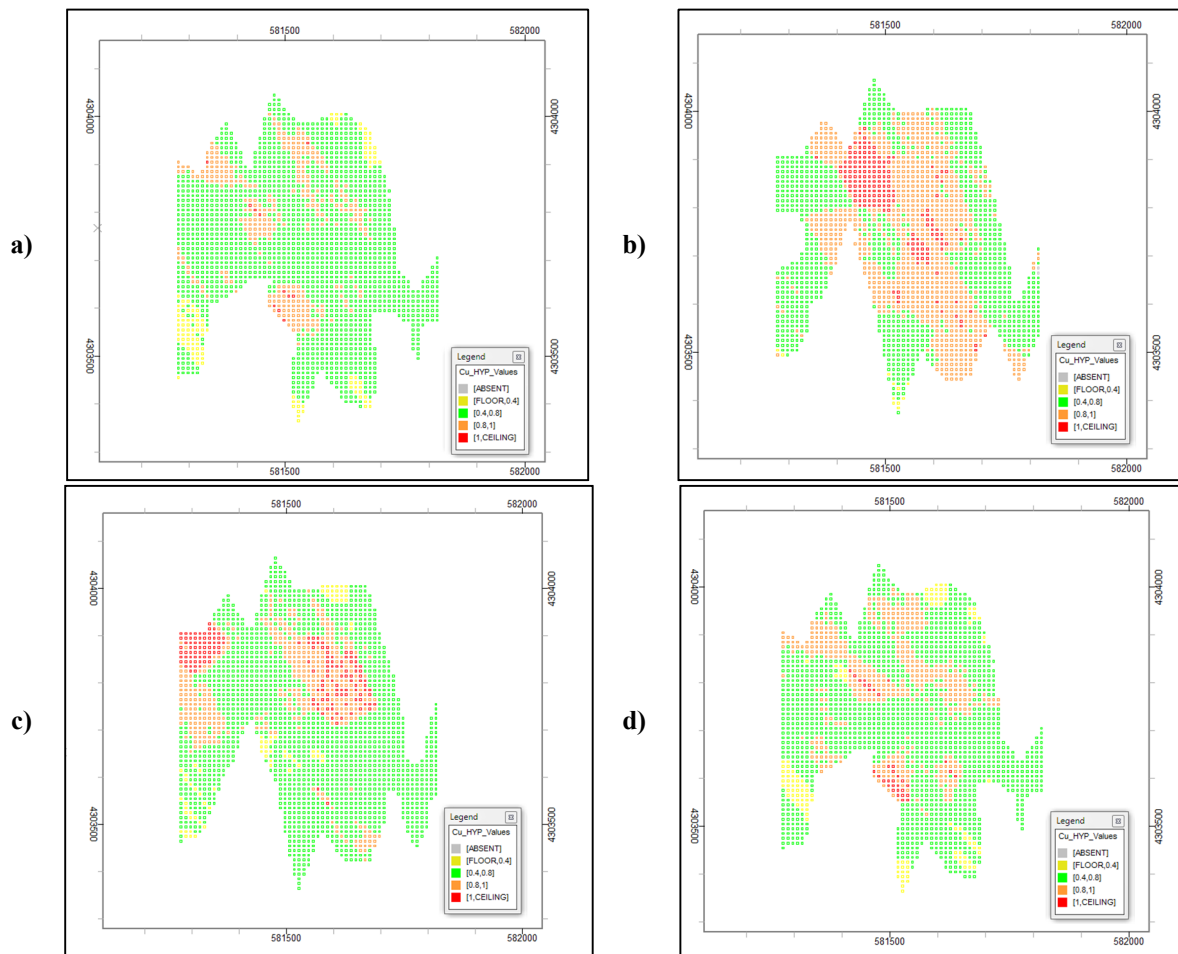 581500 582000
4304000 4304000
a)
4303500
Legend
Cu_HYP_Values
[ABSENT]
[FLOOR,0.4]
[0.4,0.8]
[0.8,1]
[1,CEILING]
581500 582000
581500 582000
4304000 4304000
b)
4303500 4303500
Legend
Cu_HYP_Values
[ABSENT]
[FLOOR,0.4]
[0.4,0.8]
[0.8,1]
[1,CEILING]
581500 582000
581500 582000
4304000 4304000
c)
4303500 4303500
Legend
Cu_HYP_Values
[ABSENT]
[FLOOR,0.4]
[0.4,0.8]
[0.8,1]
[1,CEILING]
581500 582000
581500 582000
4304000 4304000
d)
4303500 4303500
Legend
Cu_HYP_Values
[ABSENT]
[FLOOR,0.4]
[0.4,0.8]
[0.8,1]
[1,CEILING]
581500 582000